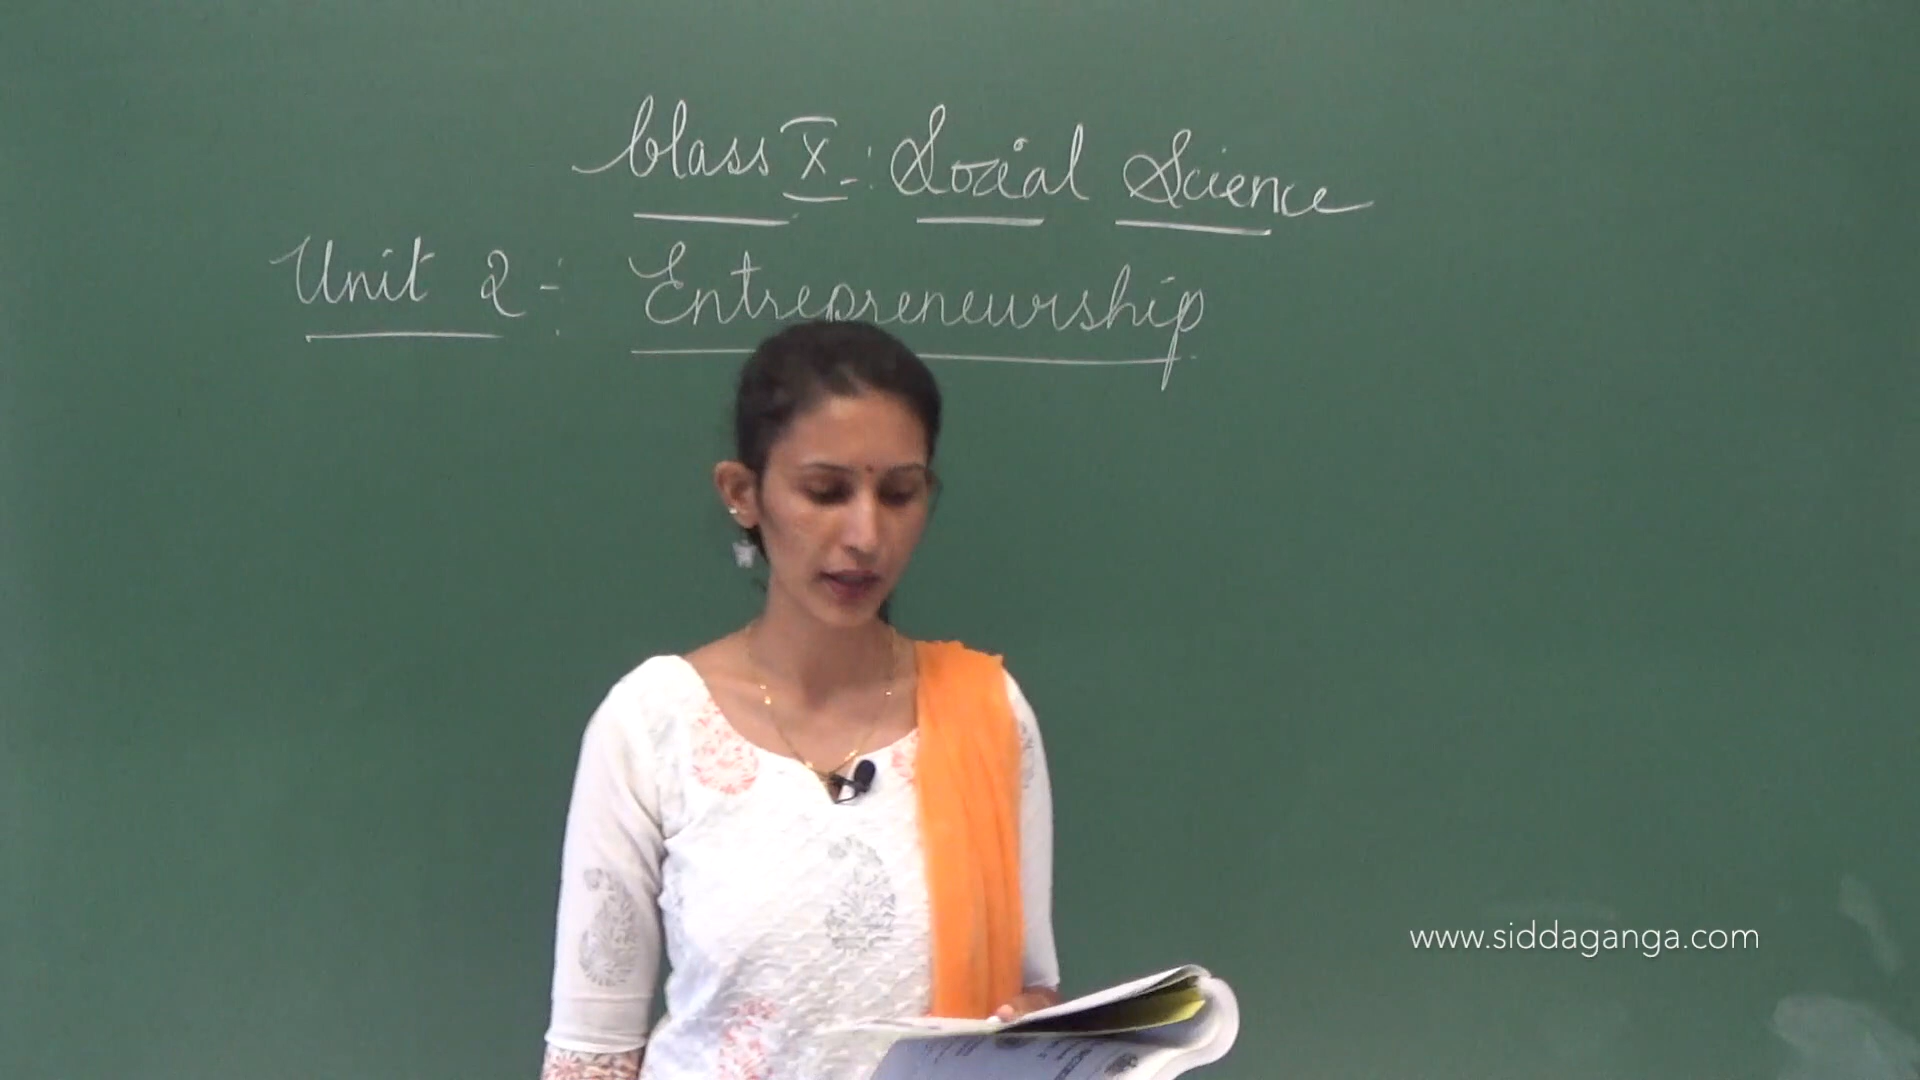 Class X :- Social Science
Unit 2 :- Entrepreneurship
www.siddaganga.com